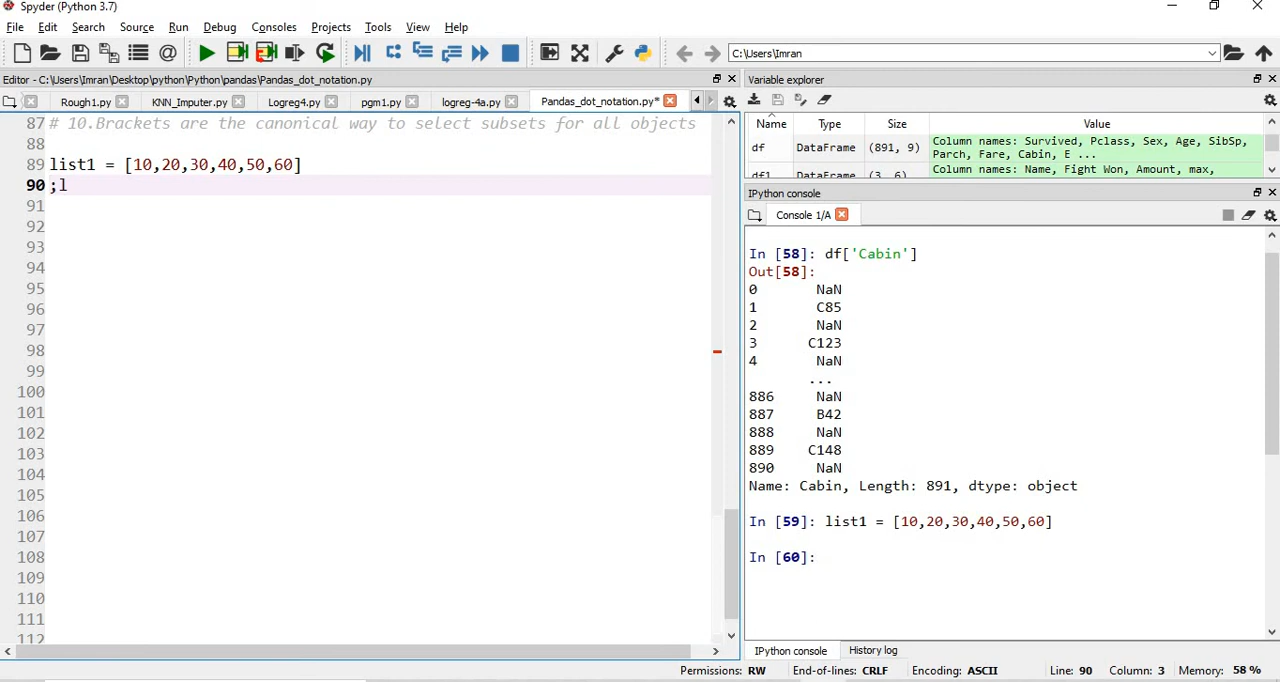 Spyder (Python 3.7)
File Edit Search Source Run Debug Consoles Projects Tools View Help
C:\Users\Imran
Editor - C:\Users\Imran\Desktop\python\Python\pandas\Pandas_dot_notation.py
Rough1.py KNN_Imputer.py Logreg4.py pgm1.py logreg-4a.py Pandas_dot_notation.py*
87 # 10.Brackets are the canonical way to select subsets for all objects
88
89 list1 = [10,20,30,40,50,60]
90 ;l
91
92
93
94
95
96
97
98
99
100
101
102
103
104
105
106
107
108
109
110
111
112
Variable explorer
Name Type Size Value
df DataFrame (891, 9) Column names: Survived, Pclass, Sex, Age, SibSp,
Parch, Fare, Cabin, E ...
df1 DataFrame (3, 6) Column names: Name, Fight Won, Amount, max,
IPython console
Console 1/A
In [58]: df['Cabin']
Out[58]:
0 NaN
1 C85
2 NaN
3 C123
4 NaN
...
886 NaN
887 B42
888 NaN
889 C148
890 NaN
Name: Cabin, Length: 891, dtype: object
In [59]: list1 = [10,20,30,40,50,60]
In [60]:
IPython console History log
Permissions: RW End-of-lines: CRLF Encoding: ASCII Line: 90 Column: 3 Memory: 58 %